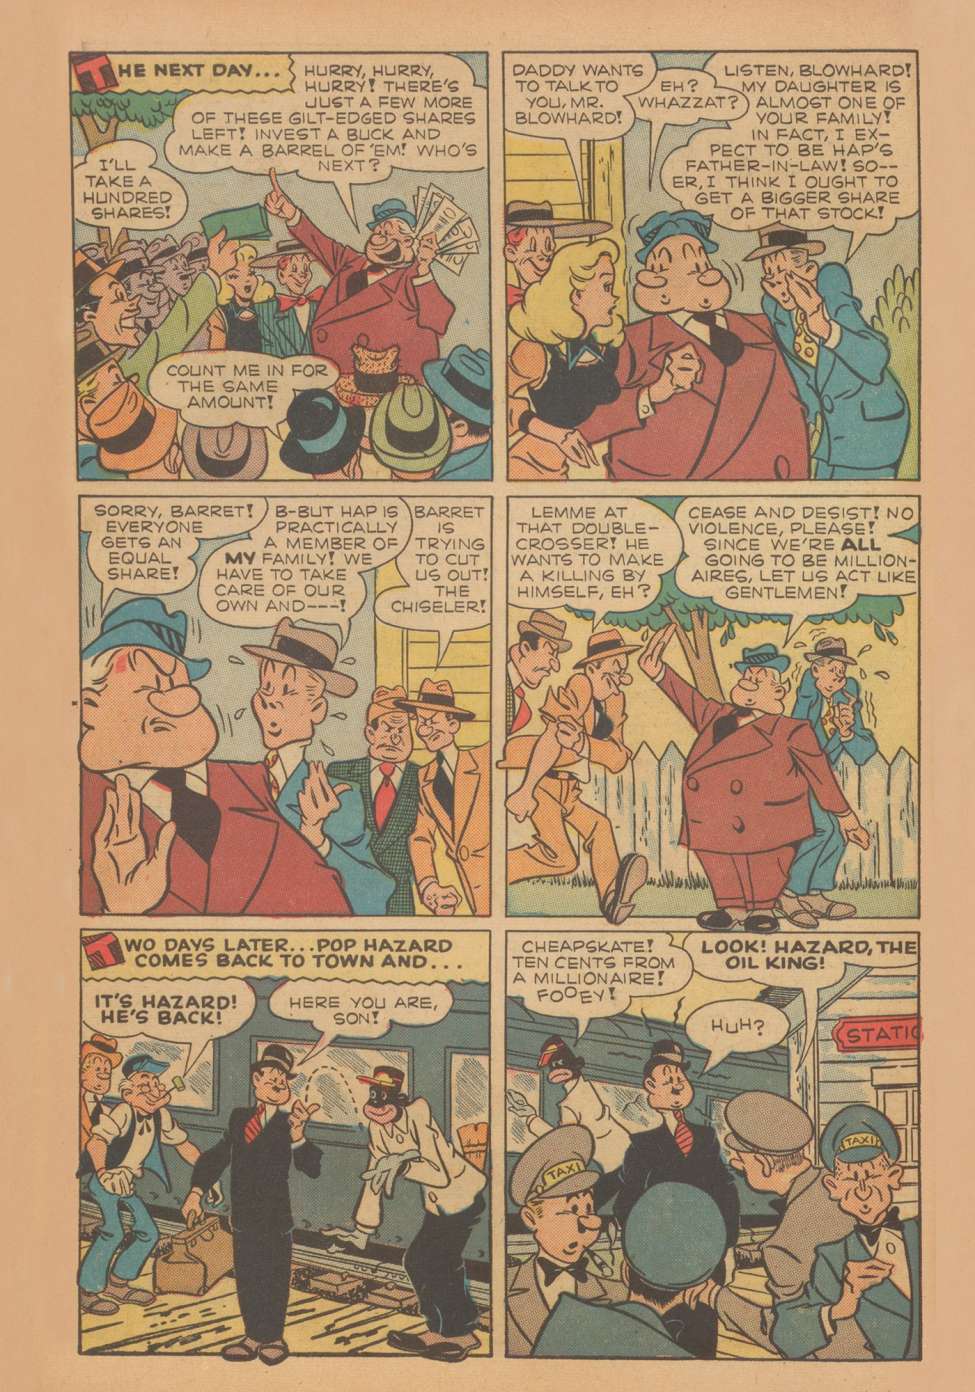 THE NEXT DAY...
HURRY, HURRY,
HURRY! THERE'S
JUST A FEW MORE
OF THESE GILT-EDGED SHARES
LEFT! INVEST A BUCK AND
MAKE A BARREL OF 'EM! WHO'S
NEXT?
I'LL
TAKE A
HUNDRED
SHARES!
COUNT ME IN FOR
THE SAME
AMOUNT!
DADDY WANTS
TO TALK TO
YOU, MR.
BLOWHARD!
EH?
WHAZZAT?
LISTEN, BLOWHARD!
MY DAUGHTER IS
ALMOST ONE OF
YOUR FAMILY!
IN FACT, I EX-
PECT TO BE HAP'S
FATHER-IN-LAW! SO--
ER, I THINK I OUGHT TO
GET A BIGGER SHARE
OF THAT STOCK!
SORRY, BARRET!
EVERYONE
GETS AN
EQUAL
SHARE!
B-BUT HAP IS
PRACTICALLY
A MEMBER OF
MY FAMILY! WE
HAVE TO TAKE
CARE OF OUR
OWN AND---!
BARRET
IS
TRYING
TO CUT
US OUT!
THE
CHISELER!
LEMME AT
THAT DOUBLE-
CROSSER! HE
WANTS TO MAKE
A KILLING BY
HIMSELF, EH?
CEASE AND DESIST! NO
VIOLENCE, PLEASE!
SINCE WE'RE ALL
GOING TO BE MILLION-
AIRES, LET US ACT LIKE
GENTLEMEN!
TWO DAYS LATER...POP HAZARD
COMES BACK TO TOWN AND...
IT'S HAZARD!
HE'S BACK!
HERE YOU ARE,
SON!
CHEAPSKATE!
TEN CENTS FROM
A MILLIONAIRE!
FOOEY!
LOOK! HAZARD, THE
OIL KING!
HUH?
STATIO
TAXI
TAXI